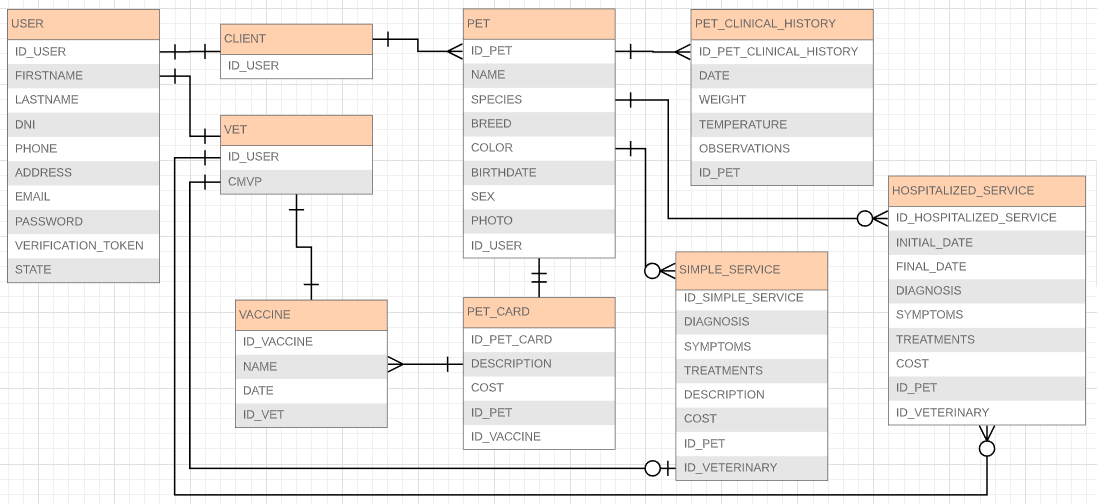 USER
ID_USER
FIRSTNAME
LASTNAME
DNI
PHONE
ADDRESS
EMAIL
PASSWORD
VERIFICATION_TOKEN
STATE
CLIENT
ID_USER
VET
ID_USER
CMVP
VACCINE
ID_VACCINE
NAME
DATE
ID_VET
PET
ID_PET
NAME
SPECIES
BREED
COLOR
BIRTHDATE
SEX
PHOTO
ID_USER
PET_CARD
ID_PET_CARD
DESCRIPTION
COST
ID_PET
ID_VACCINE
PET_CLINICAL_HISTORY
ID_PET_CLINICAL_HISTORY
DATE
WEIGHT
TEMPERATURE
OBSERVATIONS
ID_PET
SIMPLE_SERVICE
ID_SIMPLE_SERVICE
DIAGNOSIS
SYMPTOMS
TREATMENTS
DESCRIPTION
COST
ID_PET
ID_VETERINARY
HOSPITALIZED_SERVICE
ID_HOSPITALIZED_SERVICE
INITIAL_DATE
FINAL_DATE
DIAGNOSIS
SYMPTOMS
TREATMENTS
COST
ID_PET
ID_VETERINARY